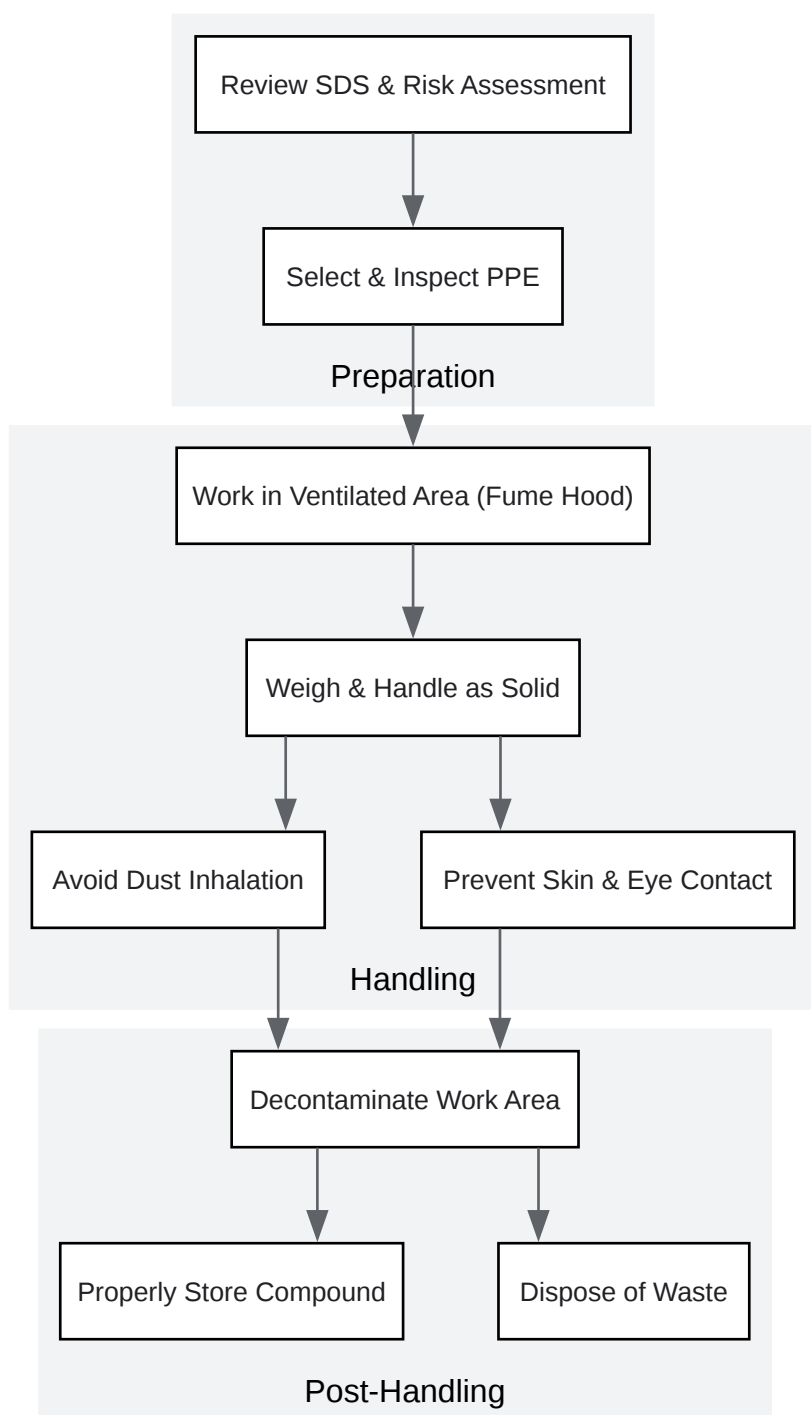 Review SDS & Risk Assessment
Select & Inspect PPE
Preparation
Work in Ventilated Area (Fume Hood)
Weigh & Handle as Solid
Avoid Dust Inhalation
Prevent Skin & Eye Contact
Handling
Decontaminate Work Area
Properly Store Compound
Dispose of Waste
Post-Handling